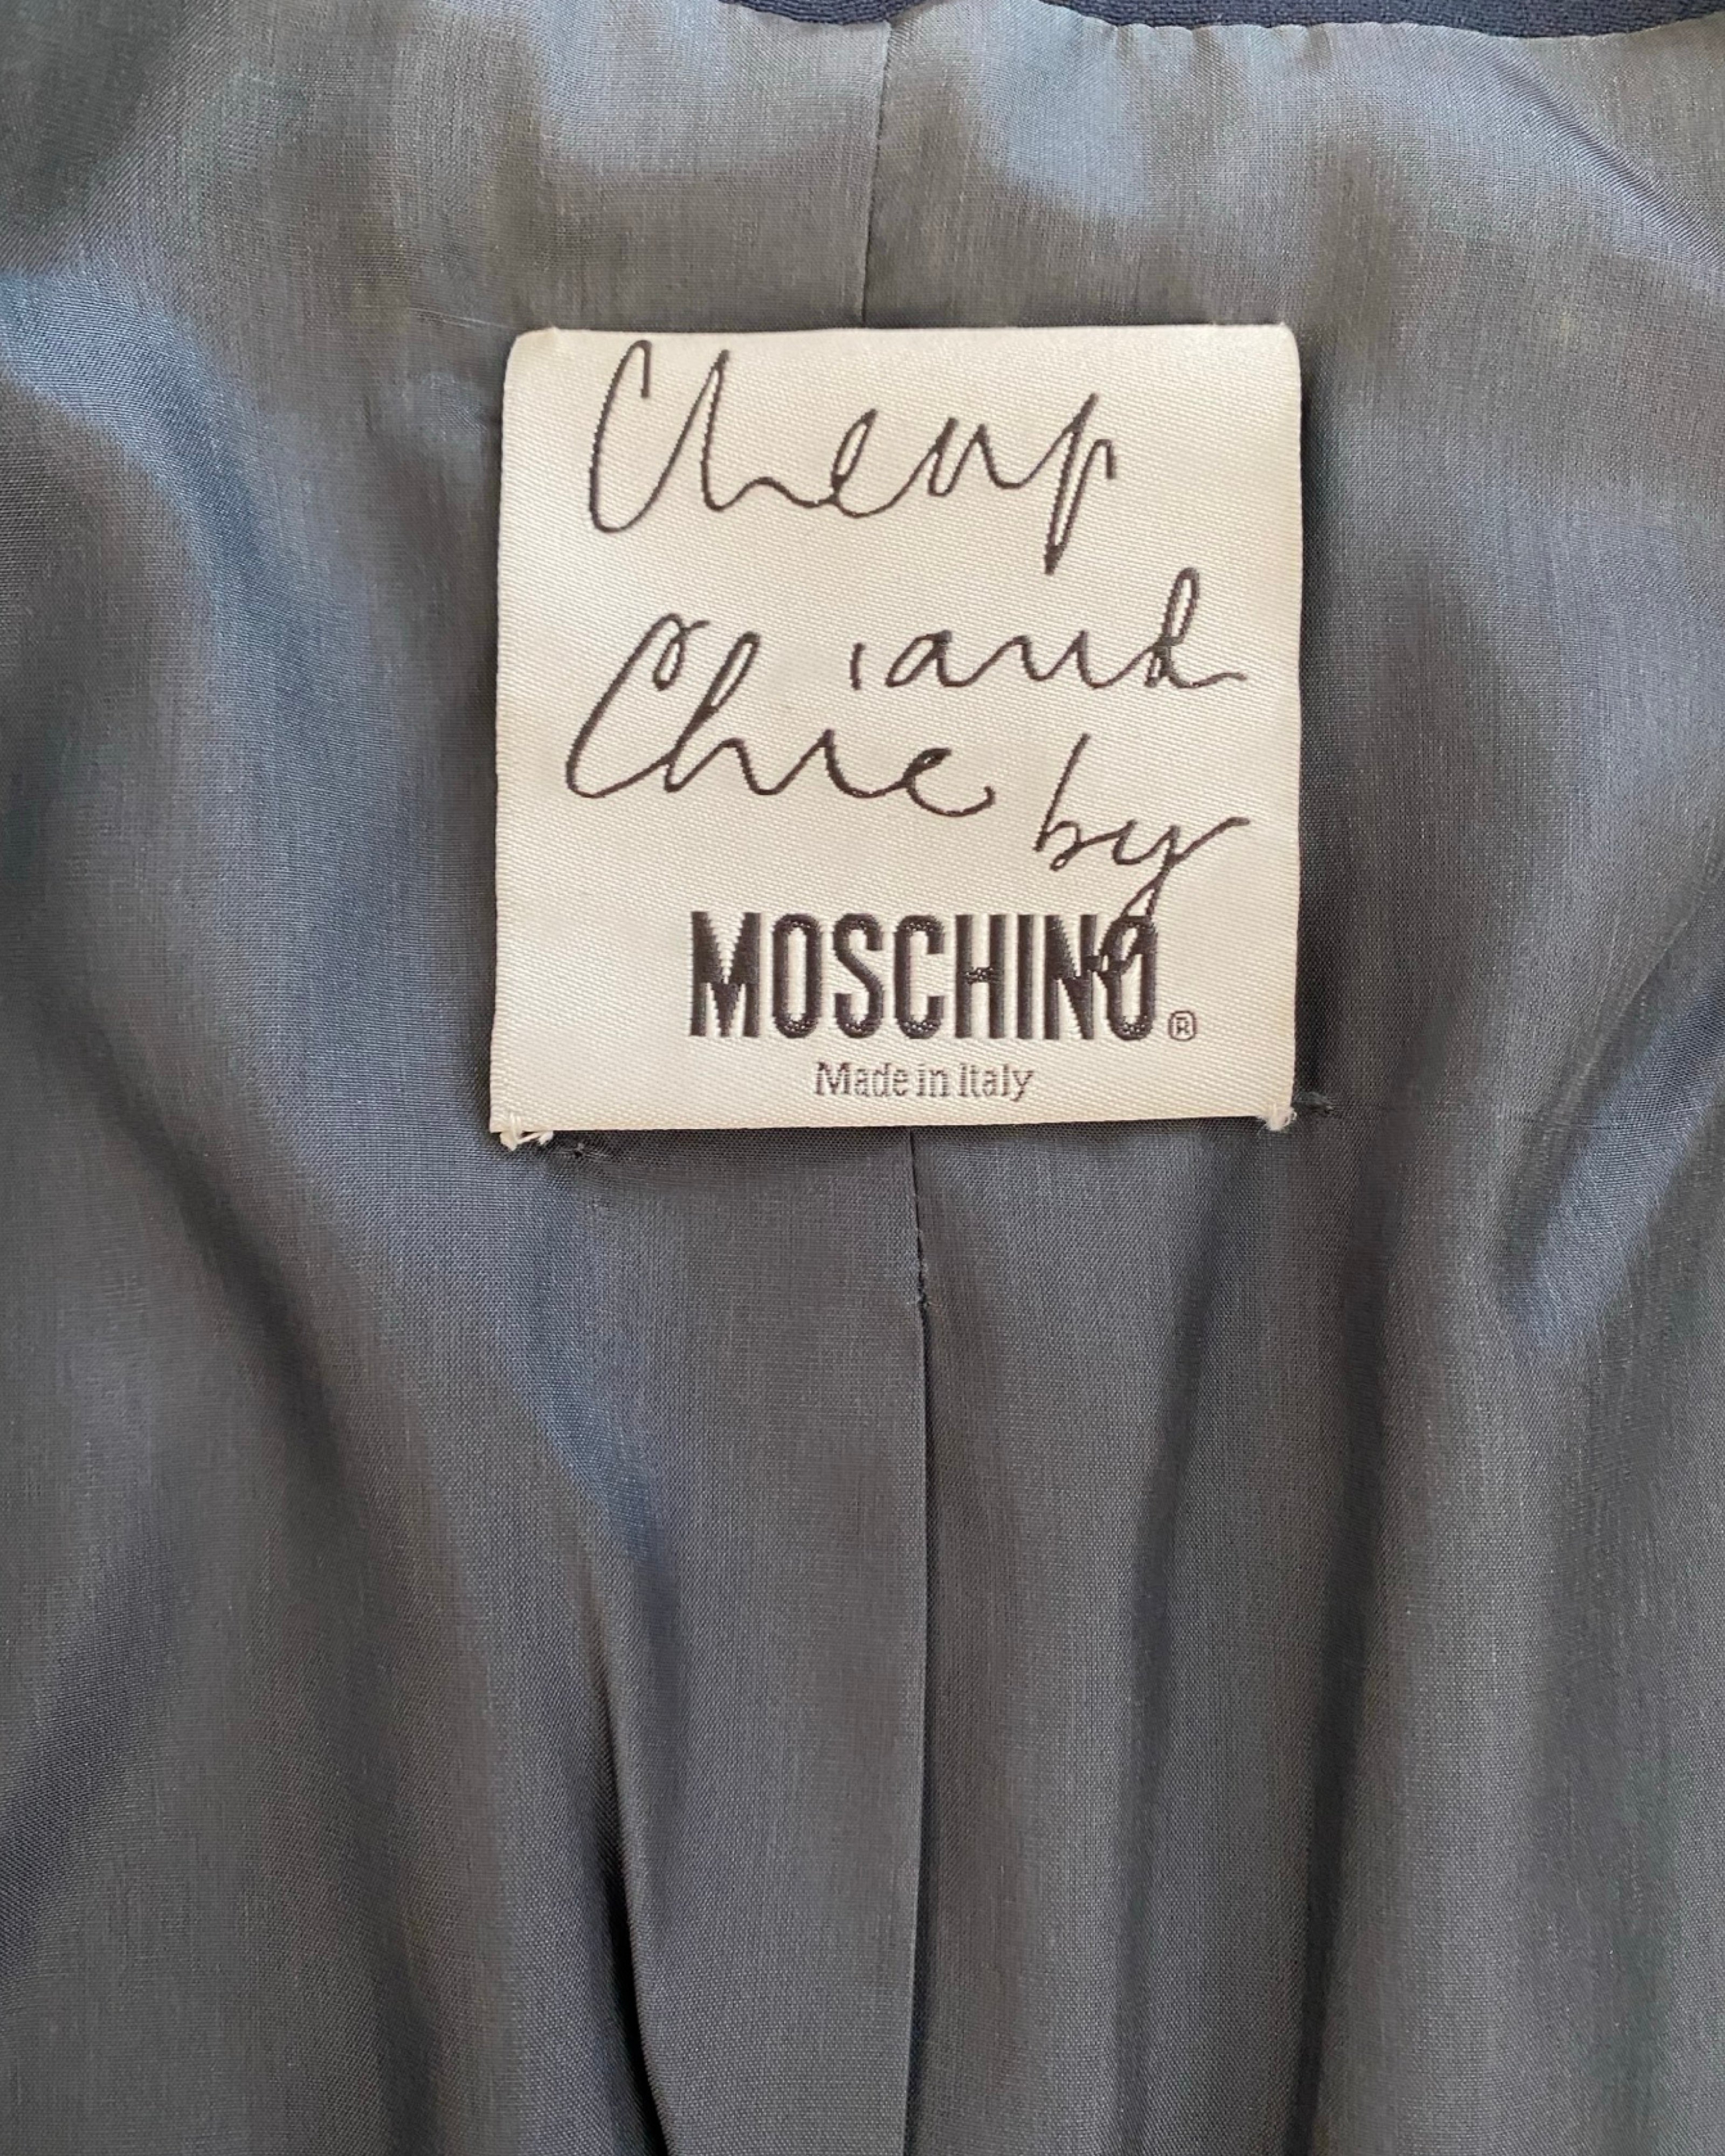 Cheap
and
Chic by
MOSCHINO®
Made in Italy